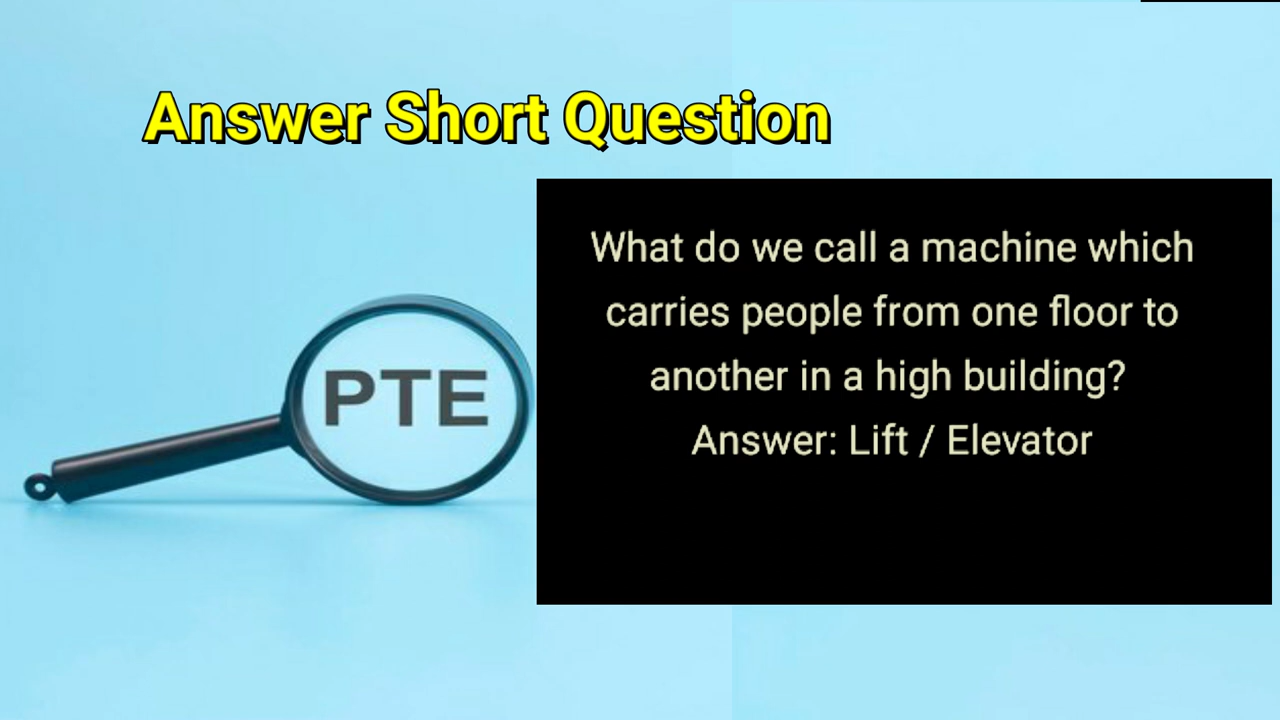 Answer Short Question
PTE
What do we call a machine which
carries people from one floor to
another in a high building?
Answer: Lift / Elevator